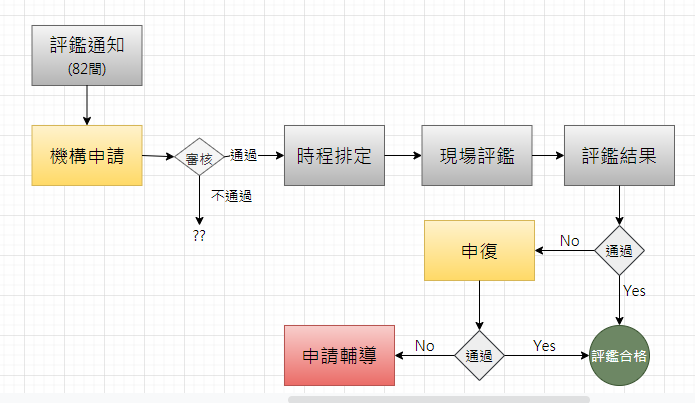 評鑑通知
(82間)
機構申請
審核
通過
時程排定
現場評鑑
評鑑結果
不通過
??
申復
No
通過
Yes
申請輔導
No
通過
Yes
評鑑合格